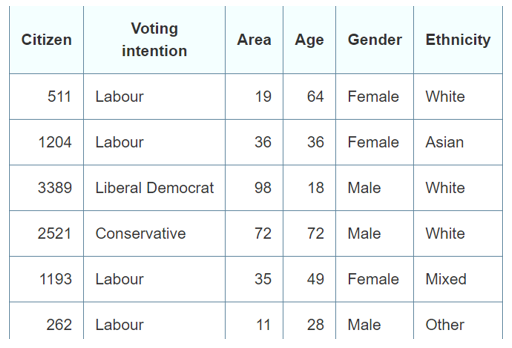 Citizen Voting intention Area Age Gender Ethnicity
511 Labour 19 64 Female White
1204 Labour 36 36 Female Asian
3389 Liberal Democrat 98 18 Male White
2521 Conservative 72 72 Male White
1193 Labour 35 49 Female Mixed
262 Labour 11 28 Male Other